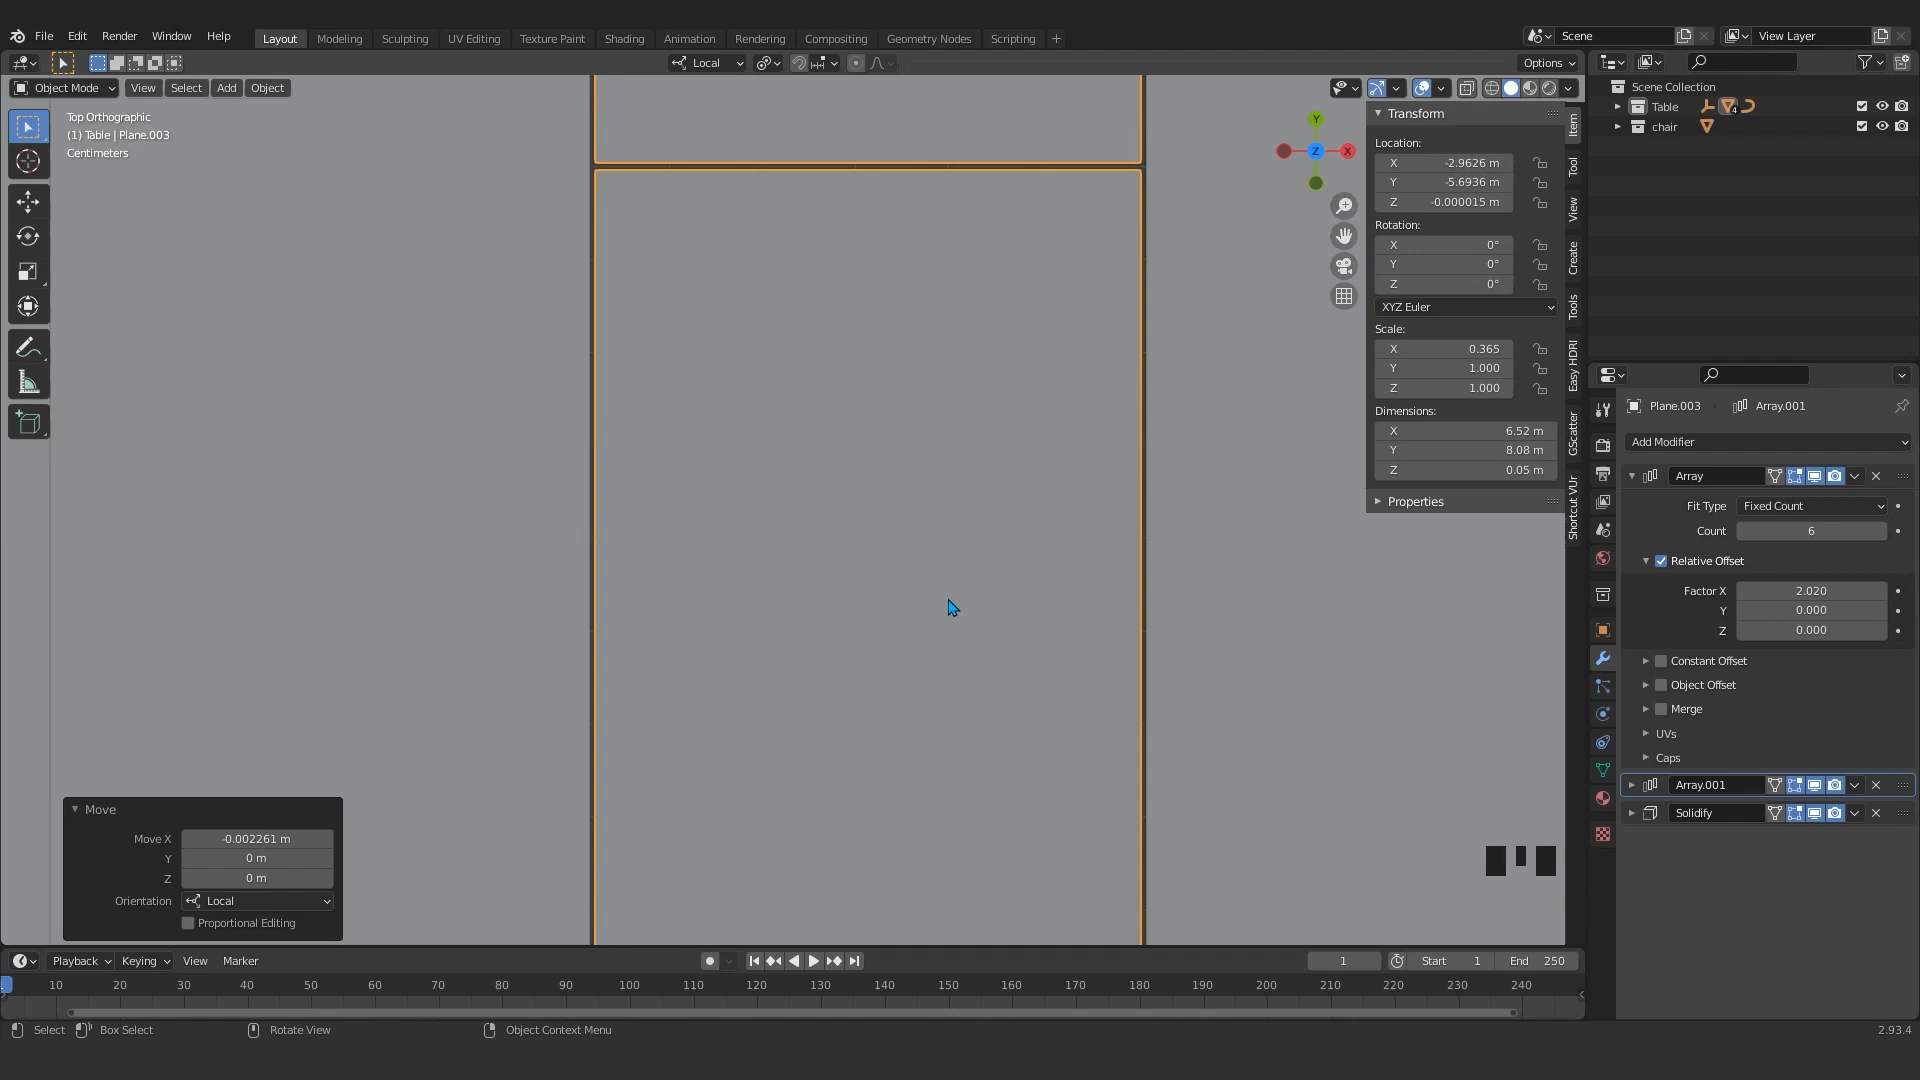 File Edit Render Window Help Layout Modeling Sculpting UV Editing Texture Paint Shading Animation Rendering Compositing Geometry Nodes Scripting + Scene View Layer
Local Options
Object Mode View Select Add Object
Top Orthographic
(1) Table | Plane.003
Centimeters
Y
Z
X
Transform
Location:
X -2.9626 m
Y -5.6936 m
Z -0.000015 m
Rotation:
X 0°
Y 0°
Z 0°
XYZ Euler
Scale:
X 0.365
Y 1.000
Z 1.000
Dimensions:
X 6.52 m
Y 8.08 m
Z 0.05 m
Properties
Item
Tool
View
Create
Tools
Easy HDRI
GScatter
Shortcut VUr
Scene Collection
Table 4
chair
Plane.003 Array.001
Add Modifier
Array
Fit Type Fixed Count
Count 6
Relative Offset
Factor X 2.020
Y 0.000
Z 0.000
Constant Offset
Object Offset
Merge
UVs
Caps
Array.001
Solidify
Move
Move X -0.002261 m
Y 0 m
Z 0 m
Orientation Local
Proportional Editing
Playback Keying View Marker 1 Start 1 End 250
10 20 30 40 50 60 70 80 90 100 110 120 130 140 150 160 170 180 190 200 210 220 230 240
Select Box Select Rotate View Object Context Menu 2.93.4